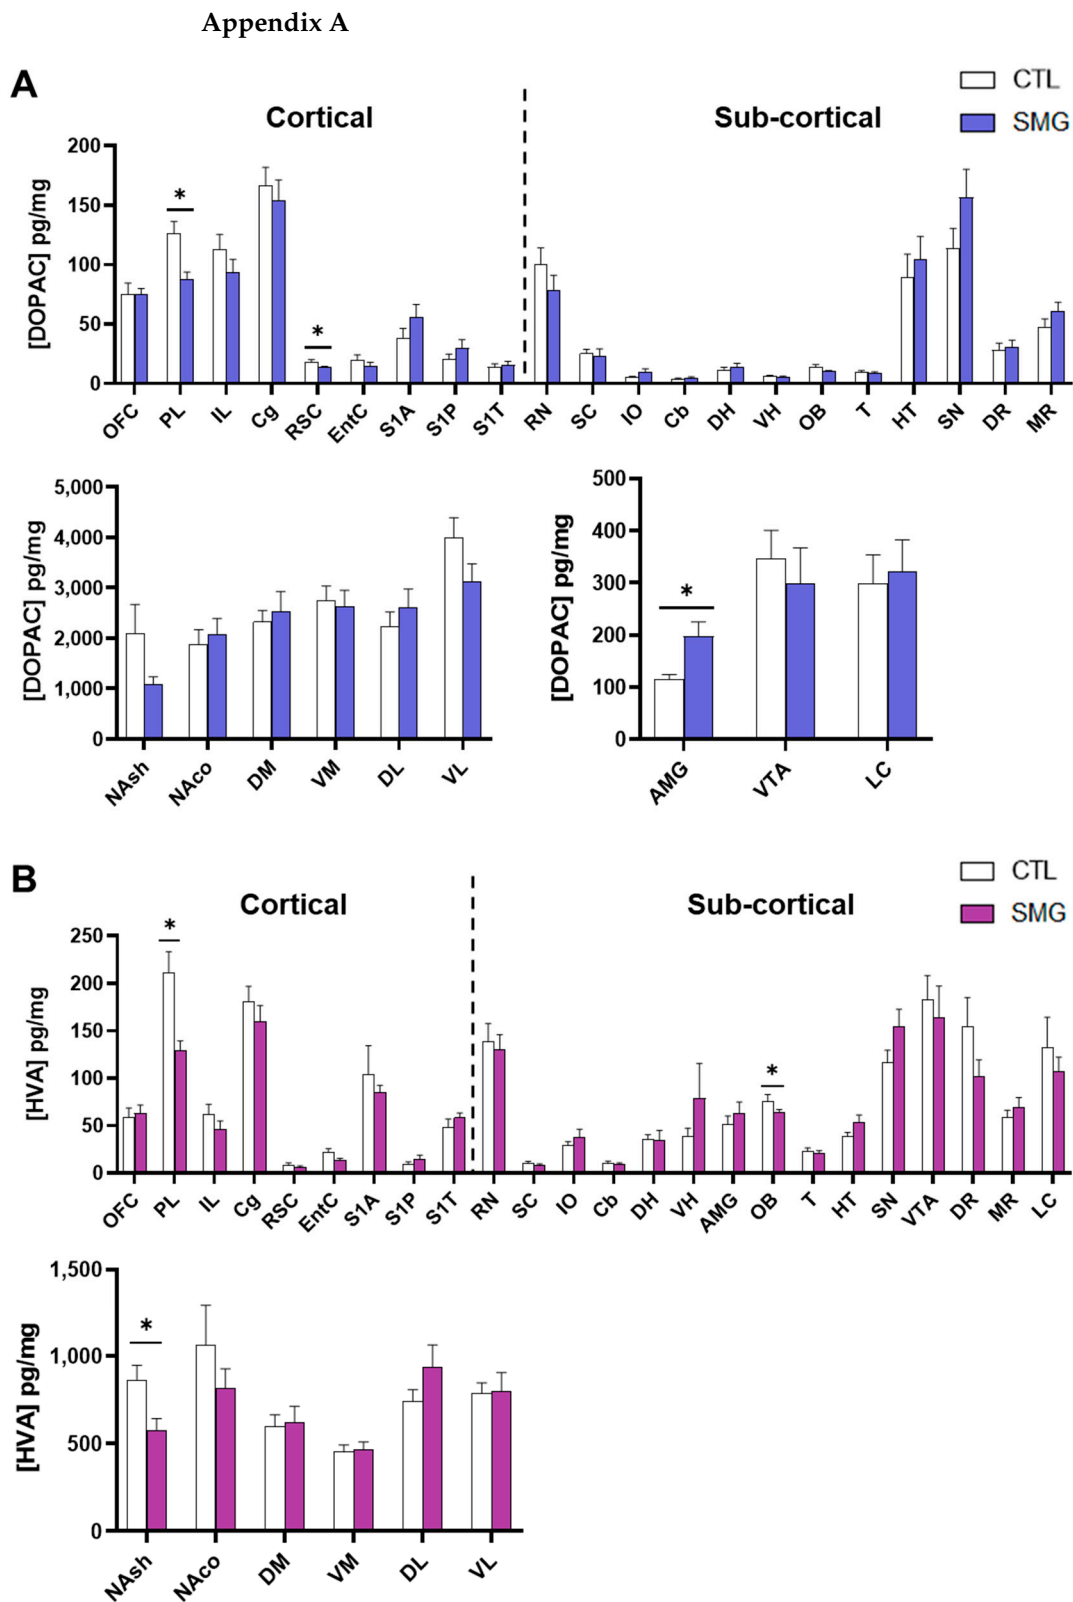 Appendix A
A
CTL
SMG
Cortical
Sub-cortical
[DOPAC] pg/mg
200
150
100
50
0
OFC PL IL Cg RSC EntC S1A S1P S1T RN SC IO Cb DH VH OB T HT SN DR MR
*
*
[DOPAC] pg/mg
5,000
4,000
3,000
2,000
1,000
0
NAsh NAco DM VM DL VL
[DOPAC] pg/mg
500
400
300
200
100
0
*
AMG VTA LC
B
CTL
SMG
Cortical
Sub-cortical
[HVA] pg/mg
250
200
150
100
50
0
*
*
OFC PL IL Cg RSC EntC S1A S1P S1T RN SC IO Cb DH VH AMG OB T HT SN VTA DR MR LC
[HVA] pg/mg
1,500
1,000
500
0
*
NAsh NAco DM VM DL VL